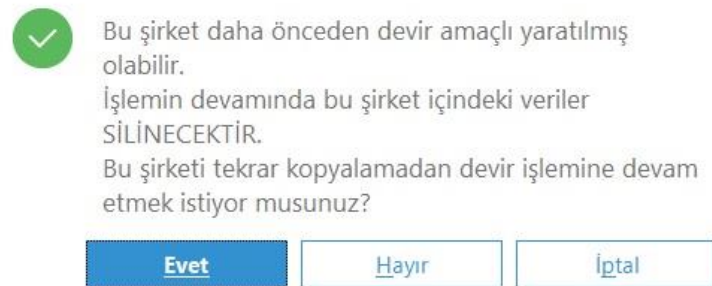 Bu şirket daha önceden devir amaçlı yaratılmış
olabilir.
İşlemin devamında bu şirket içindeki veriler
SİLİNECEKTİR.
Bu şirketi tekrar kopyalamadan devir işlemine devam
etmek istiyor musunuz?
Evet Hayır İptal